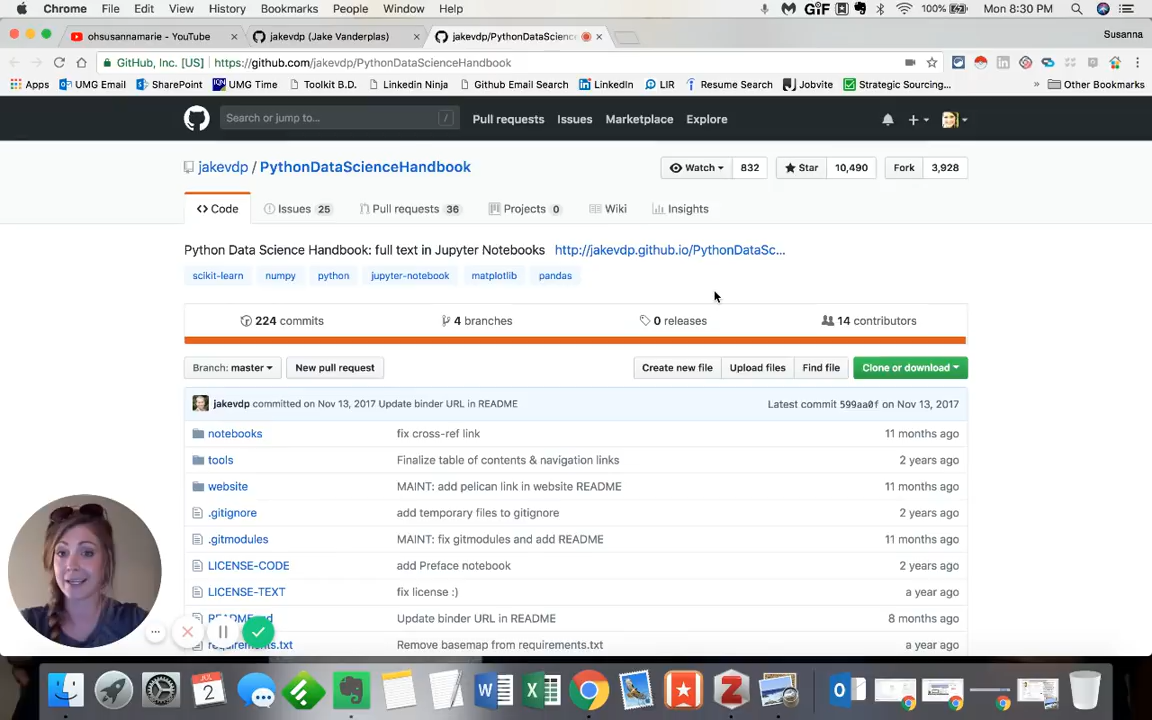 Chrome File Edit View History Bookmarks People Window Help GIF 100% Mon 8:30 PM
ohsusannamarie - YouTube × jakevdp (Jake Vanderplas) × jakevdp/PythonDataScience × Susanna
GitHub, Inc. [US] https://github.com/jakevdp/PythonDataScienceHandbook
Apps UMG Email SharePoint UMG Time Toolkit B.D. Linkedin Ninja Github Email Search LinkedIn LIR Resume Search Jobvite Strategic Sourcing... » Other Bookmarks
Search or jump to... / Pull requests Issues Marketplace Explore
jakevdp / PythonDataScienceHandbook Watch 832 Star 10,490 Fork 3,928
<> Code Issues 25 Pull requests 36 Projects 0 Wiki Insights
Python Data Science Handbook: full text in Jupyter Notebooks http://jakevdp.github.io/PythonDataSc...
scikit-learn numpy python jupyter-notebook matplotlib pandas
224 commits 4 branches 0 releases 14 contributors
Branch: master New pull request Create new file Upload files Find file Clone or download
jakevdp committed on Nov 13, 2017 Update binder URL in README Latest commit 599aa0f on Nov 13, 2017
notebooks fix cross-ref link 11 months ago
tools Finalize table of contents & navigation links 2 years ago
website MAINT: add pelican link in website README 11 months ago
.gitignore add temporary files to gitignore 2 years ago
.gitmodules MAINT: fix gitmodules and add README 11 months ago
LICENSE-CODE add Preface notebook 2 years ago
LICENSE-TEXT fix license :) a year ago
README.md Update binder URL in README 8 months ago
requirements.txt Remove basemap from requirements.txt a year ago
JUL
2